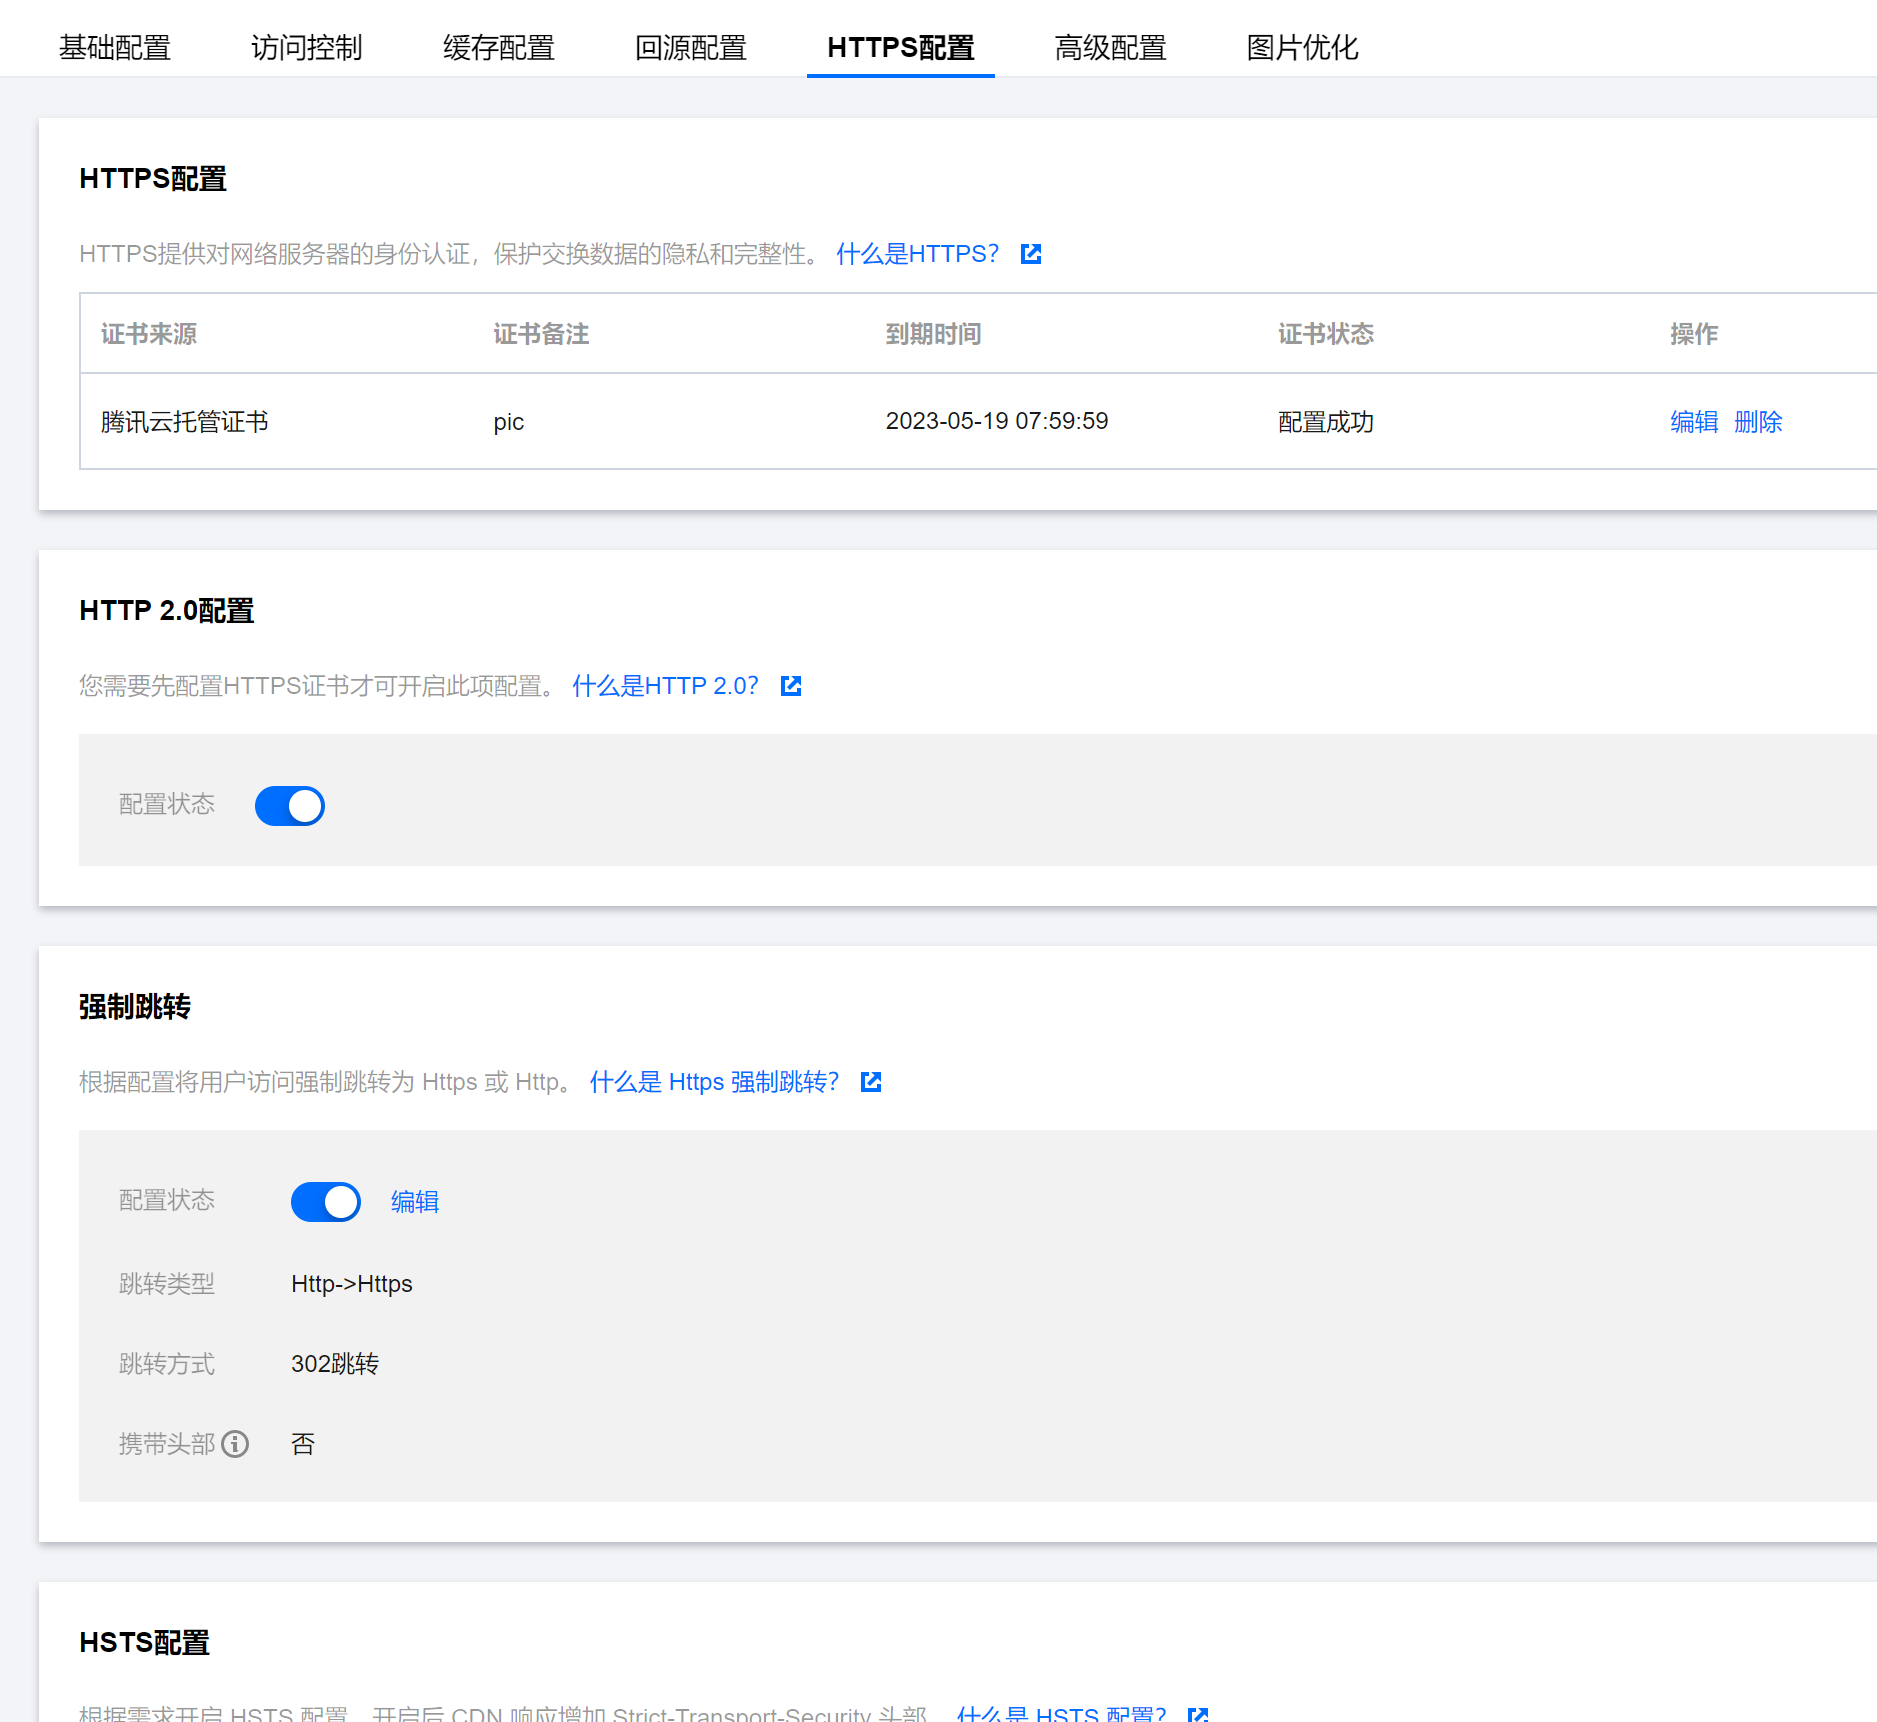 基础配置 访问控制 缓存配置 回源配置 HTTPS配置 高级配置 图片优化
HTTPS配置
HTTPS提供对网络服务器的身份认证，保护交换数据的隐私和完整性。 什么是HTTPS？
证书来源 证书备注 到期时间 证书状态 操作
腾讯云托管证书 pic 2023-05-19 07:59:59 配置成功 编辑 删除
HTTP 2.0配置
您需要先配置HTTPS证书才可开启此项配置。 什么是HTTP 2.0？
配置状态
强制跳转
根据配置将用户访问强制跳转为 Https 或 Http。 什么是 Https 强制跳转？
配置状态 编辑
跳转类型 Http->Https
跳转方式 302跳转
携带头部 否
HSTS配置
根据需求开启 HSTS 配置，开启后 CDN 响应增加 Strict-Transport-Security 头部。 什么是 HSTS 配置？